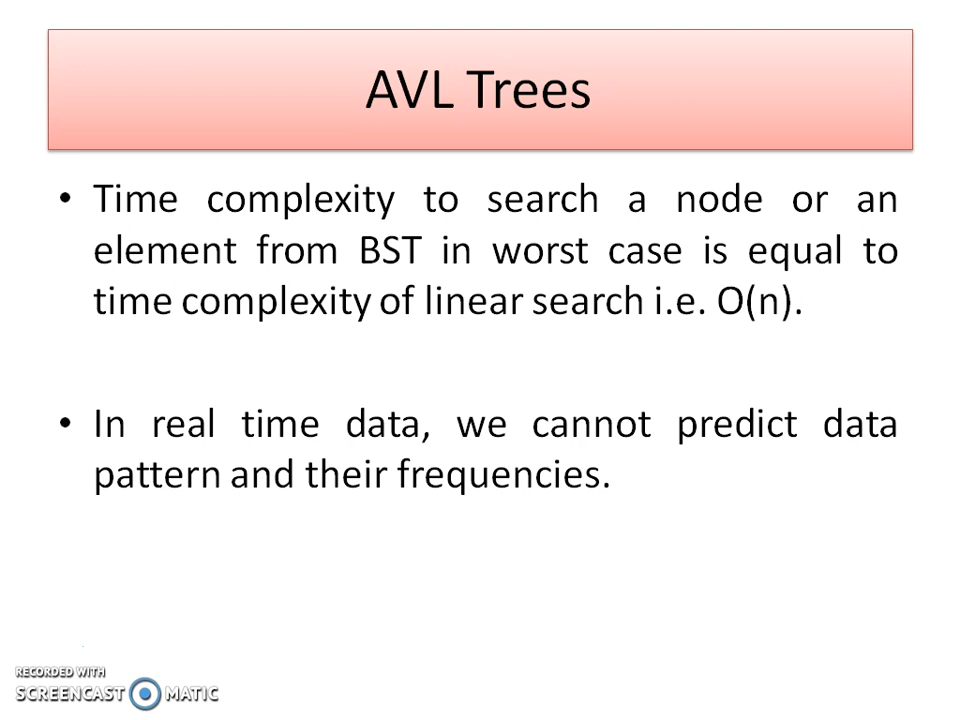 AVL Trees
• Time complexity to search a node or an
element from BST in worst case is equal to
time complexity of linear search i.e. O(n).
• In real time data, we cannot predict data
pattern and their frequencies.
RECORDED WITH
SCREENCAST MATIC